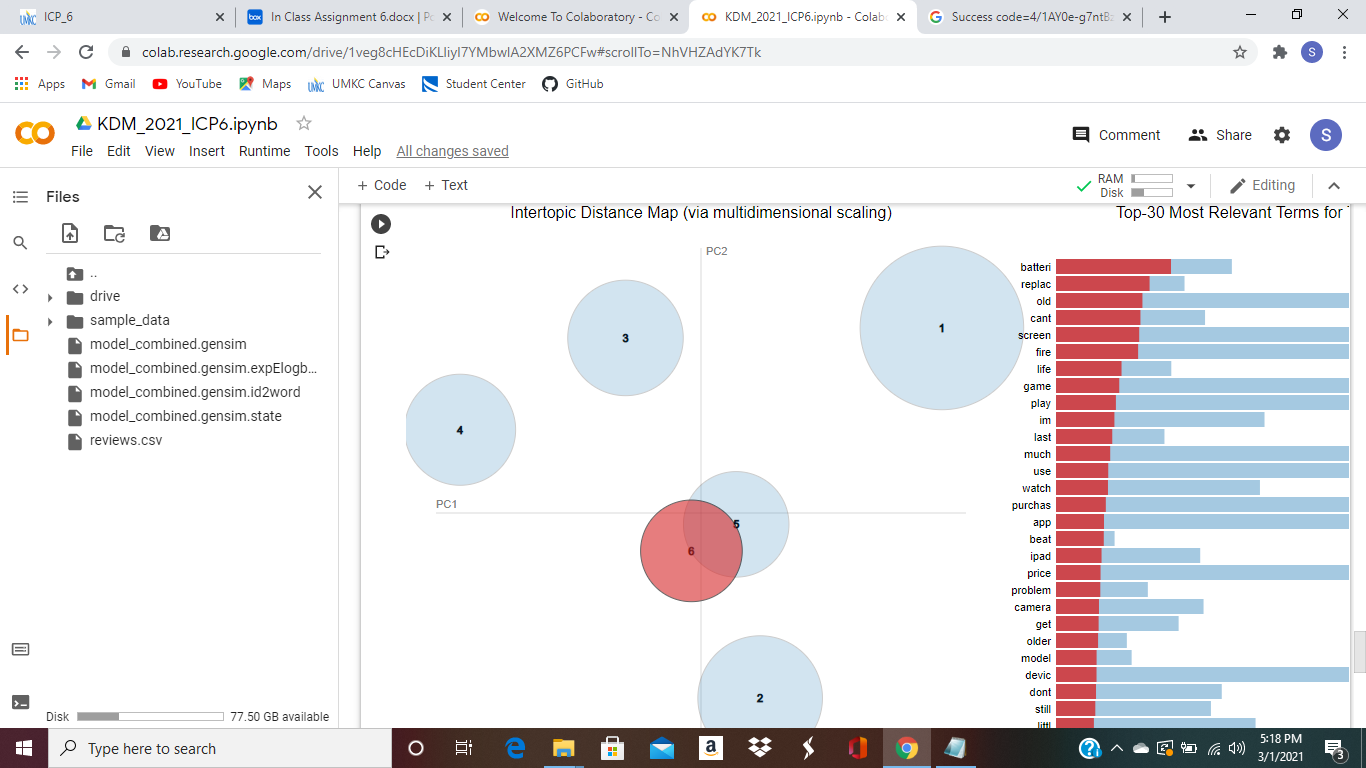 ICP_6
In Class Assignment 6.docx | Po
Welcome To Colaboratory - Co
KDM_2021_ICP6.ipynb - Colab
Success code=4/1AY0e-g7ntB
colab.research.google.com/drive/1veg8cHEcDiKLIiyI7YMbwIA2XMZ6PCFw#scrollTo=NhVHZAdYK7Tk
S
Apps
Gmail
YouTube
Maps
UMKC Canvas
Student Center
GitHub
KDM_2021_ICP6.ipynb
Comment
Share
S
File Edit View Insert Runtime Tools Help All changes saved
Files
+ Code + Text
RAM
Disk
Editing
..
drive
sample_data
model_combined.gensim
model_combined.gensim.expElogb...
model_combined.gensim.id2word
model_combined.gensim.state
reviews.csv
Disk
77.50 GB available
Intertopic Distance Map (via multidimensional scaling)
PC2
PC1
1
3
4
5
6
2
Top-30 Most Relevant Terms for
batteri
replac
old
cant
screen
fire
life
game
play
im
last
much
use
watch
purchas
app
beat
ipad
price
problem
camera
get
older
model
devic
dont
still
littl
Type here to search
5:18 PM
3/1/2021
3